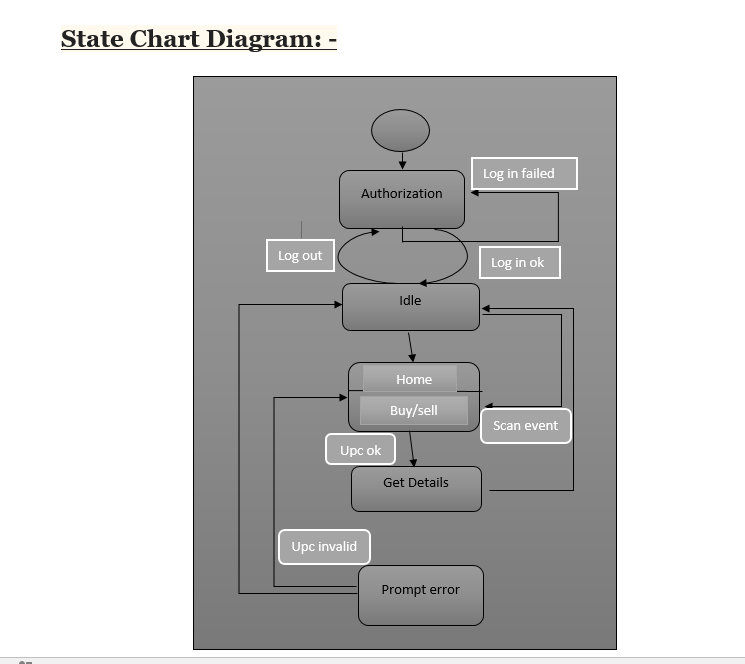 State Chart Diagram: -
Log in failed
Authorization
Log out
Log in ok
Idle
Home
Buy/sell
Scan event
Upc ok
Get Details
Upc invalid
Prompt error